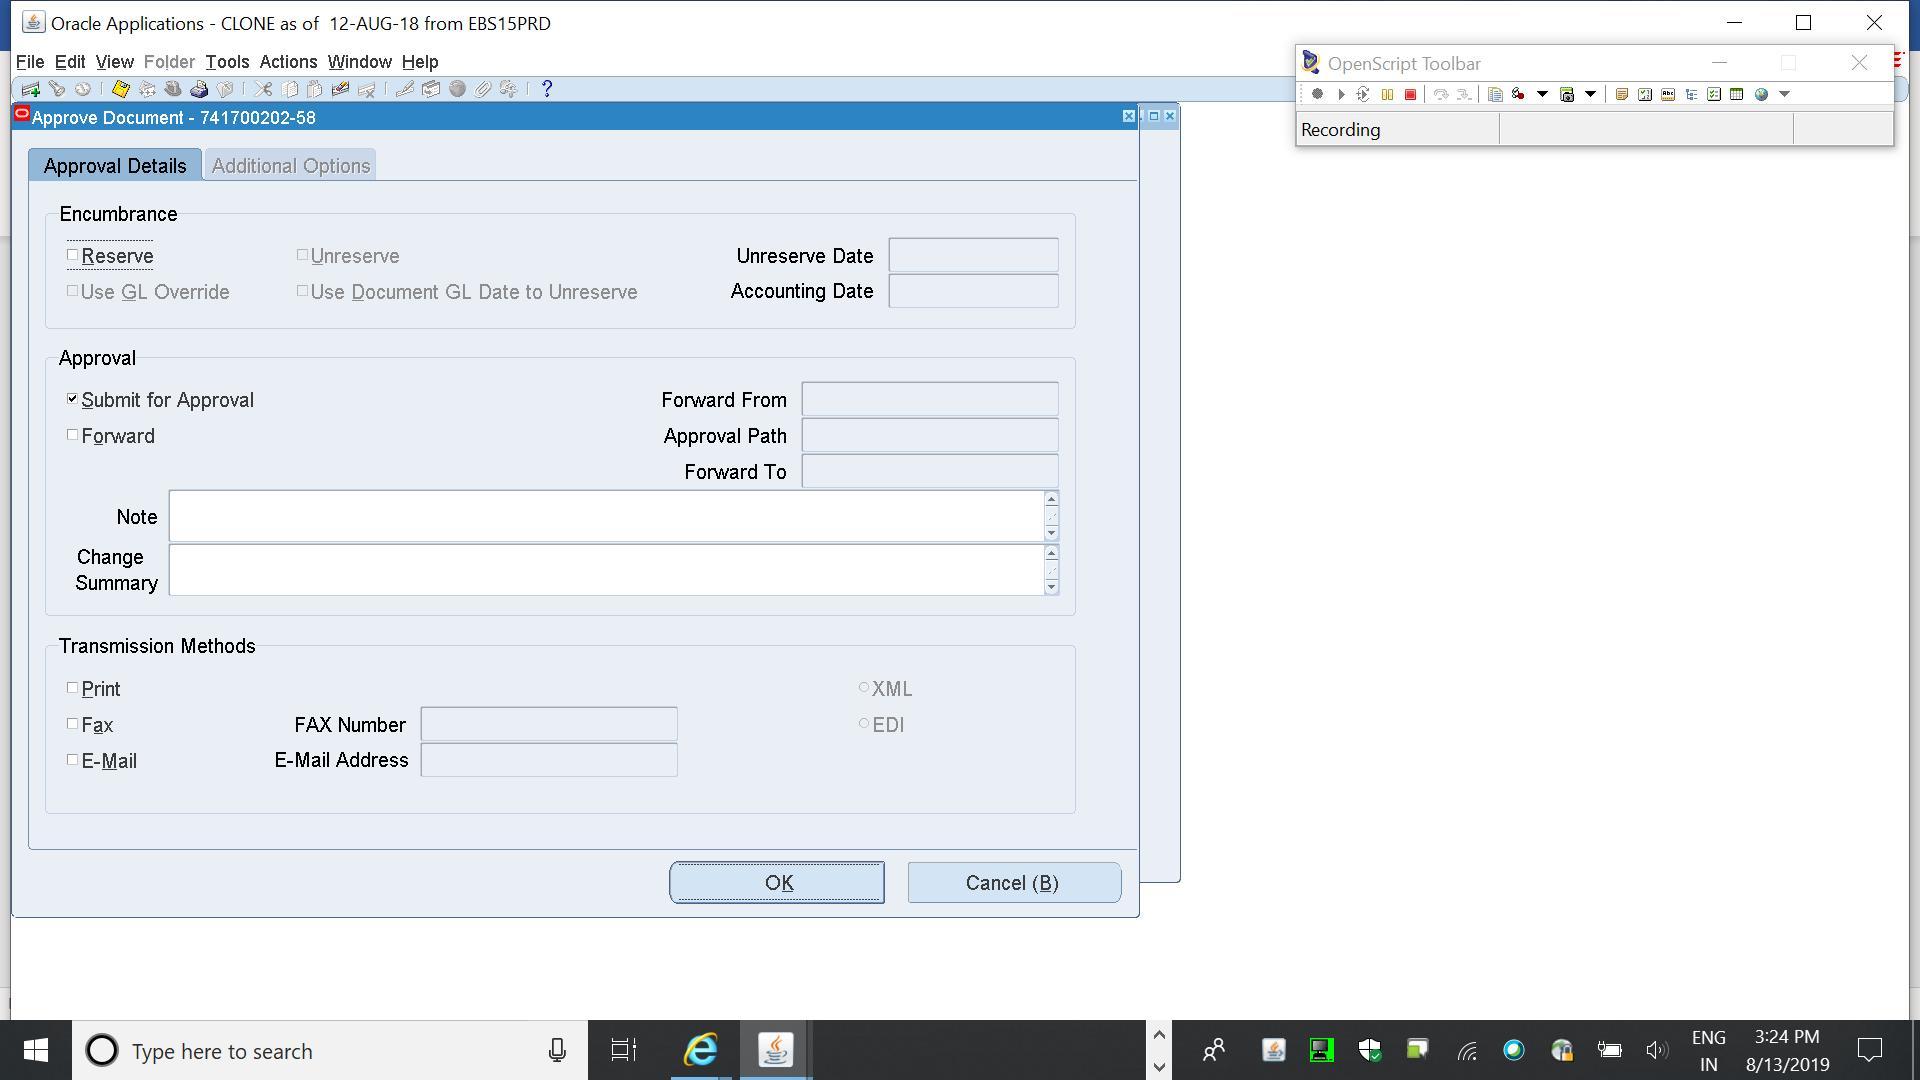 Oracle Applications - CLONE as of  12-AUG-18 from EBS15PRD
File Edit View Folder Tools Actions Window Help
OpenScript Toolbar
Recording
Approve Document - 741700202-58
Approval Details Additional Options
Encumbrance
Reserve Unreserve Unreserve Date
Use GL Override Use Document GL Date to Unreserve Accounting Date
Approval
Submit for Approval Forward From
Forward Approval Path
Forward To
Note
Change
Summary
Transmission Methods
Print XML
Fax FAX Number EDI
E-Mail E-Mail Address
OK Cancel (B)
Type here to search
ENG 3:24 PM
IN 8/13/2019